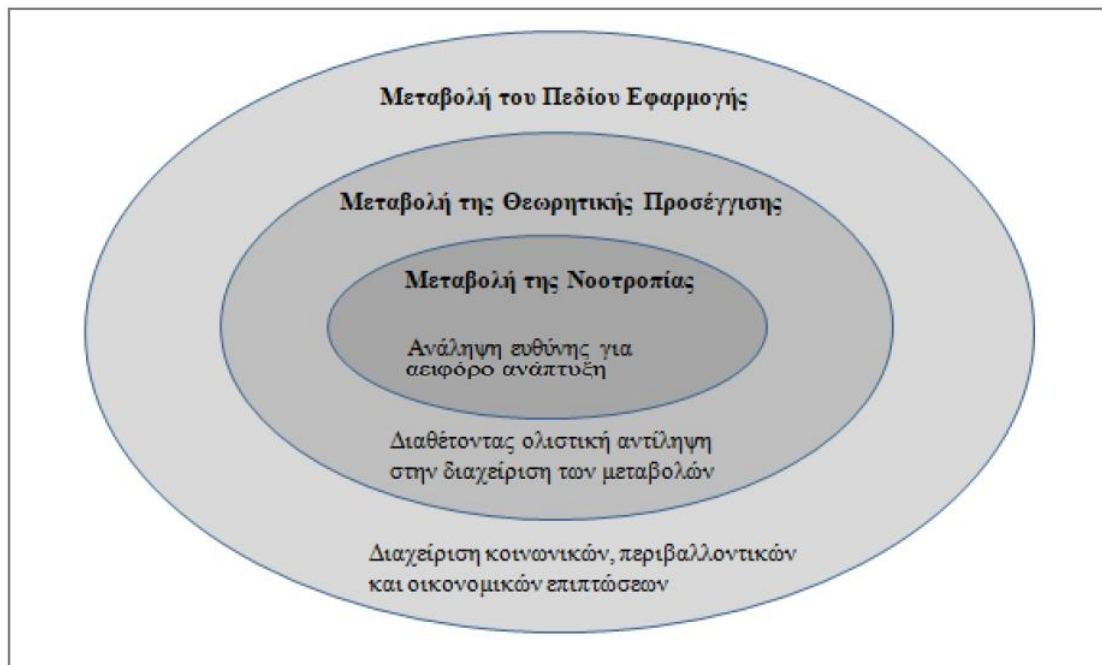 Μεταβολή του Πεδίου Εφαρμογής
Μεταβολή της Θεωρητικής Προσέγγισης
Μεταβολή της Νοοτροπίας
Ανάληψη ευθύνης για
αειφόρο ανάπτυξη
Διαθέτοντας ολιστική αντίληψη
στην διαχείριση των μεταβολών
Διαχείριση κοινωνικών, περιβαλλοντικών
και οικονομικών επιπτώσεων